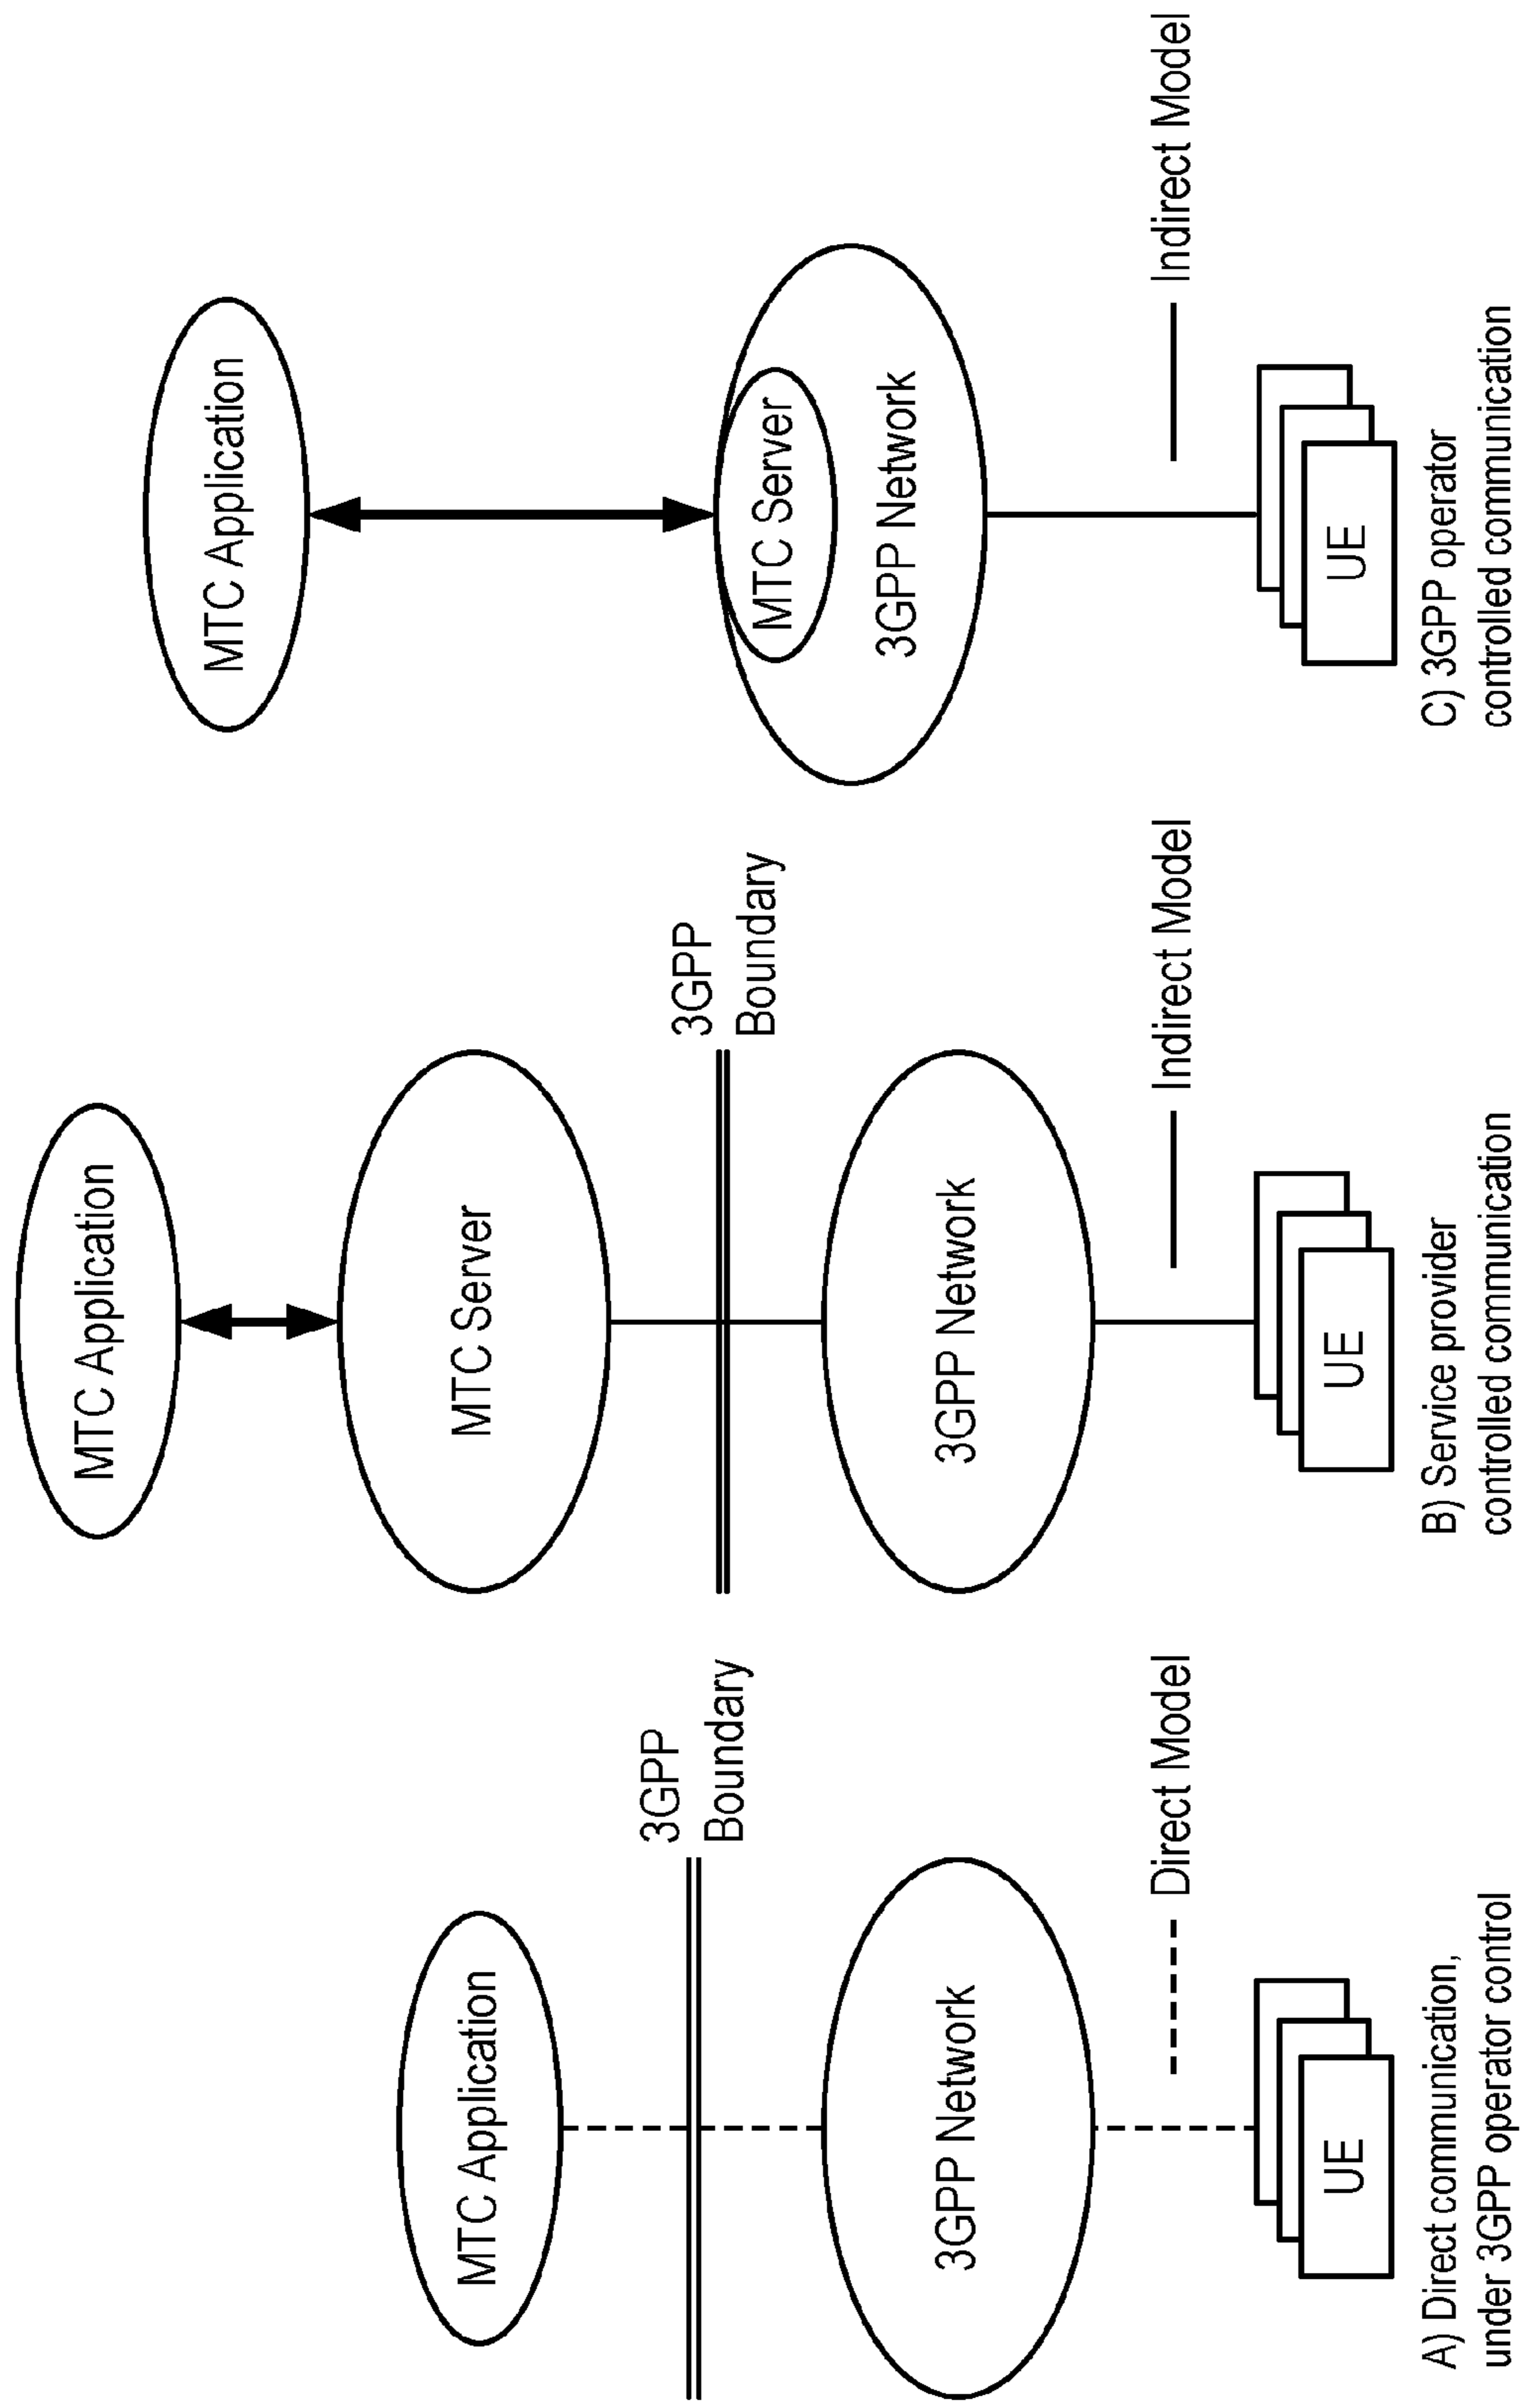 MTC Application
3GPP
Boundary
3GPP Network
Direct Model
UE
A) Direct communication,
under 3GPP operator control
MTC Application
MTC Server
3GPP
Boundary
3GPP Network
Indirect Model
UE
B) Service provider
controlled communication
MTC Application
MTC Server
3GPP Network
Indirect Model
UE
C) 3GPP operator
controlled communication